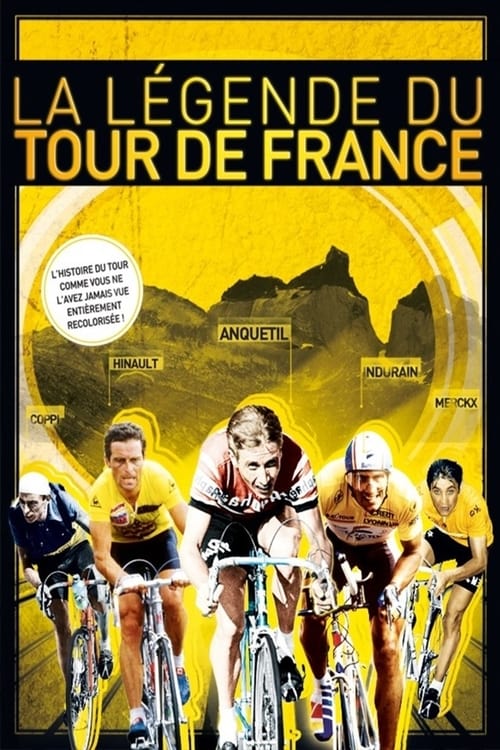 LA LÉGENDE DU
TOUR DE FRANCE
L'HISTOIRE DU TOUR
COMME VOUS NE
L'AVEZ JAMAIS VUE
ENTIÈREMENT
RECOLORISÉE !
ANQUETIL
HINAULT
INDURÁIN
COPPI
MERCKX